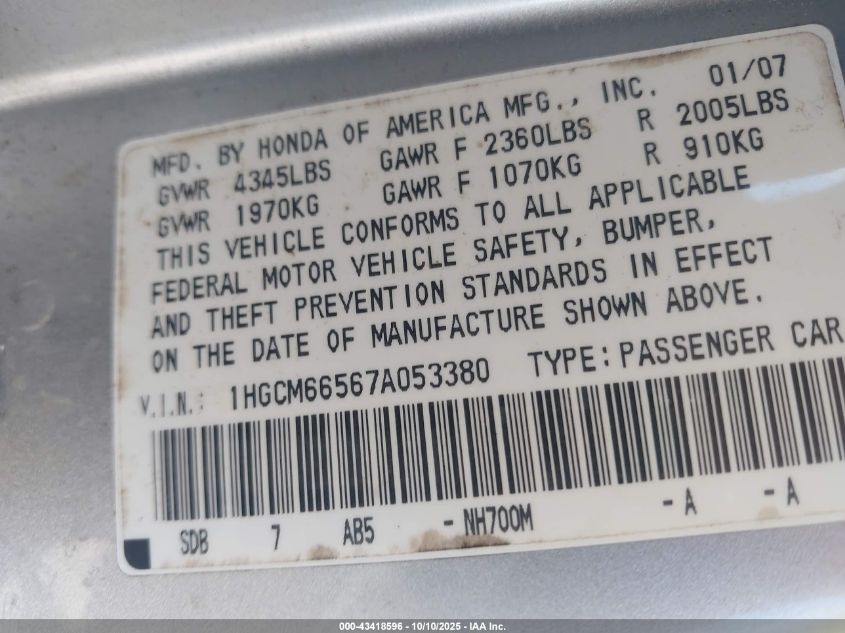 MFD. BY HONDA OF AMERICA MFG., INC. 01/07
GVWR 4345LBS GAWR F 2360LBS R 2005LBS
GVWR 1970KG GAWR F 1070KG R 910KG
THIS VEHICLE CONFORMS TO ALL APPLICABLE
FEDERAL MOTOR VEHICLE SAFETY, BUMPER,
AND THEFT PREVENTION STANDARDS IN EFFECT
ON THE DATE OF MANUFACTURE SHOWN ABOVE.
V.I.N.: 1HGCM66567A053380 TYPE: PASSENGER CAR
SDB 7 AB5 - NH700M - A - A
000-43418596 - 10/10/2025 - IAA Inc.